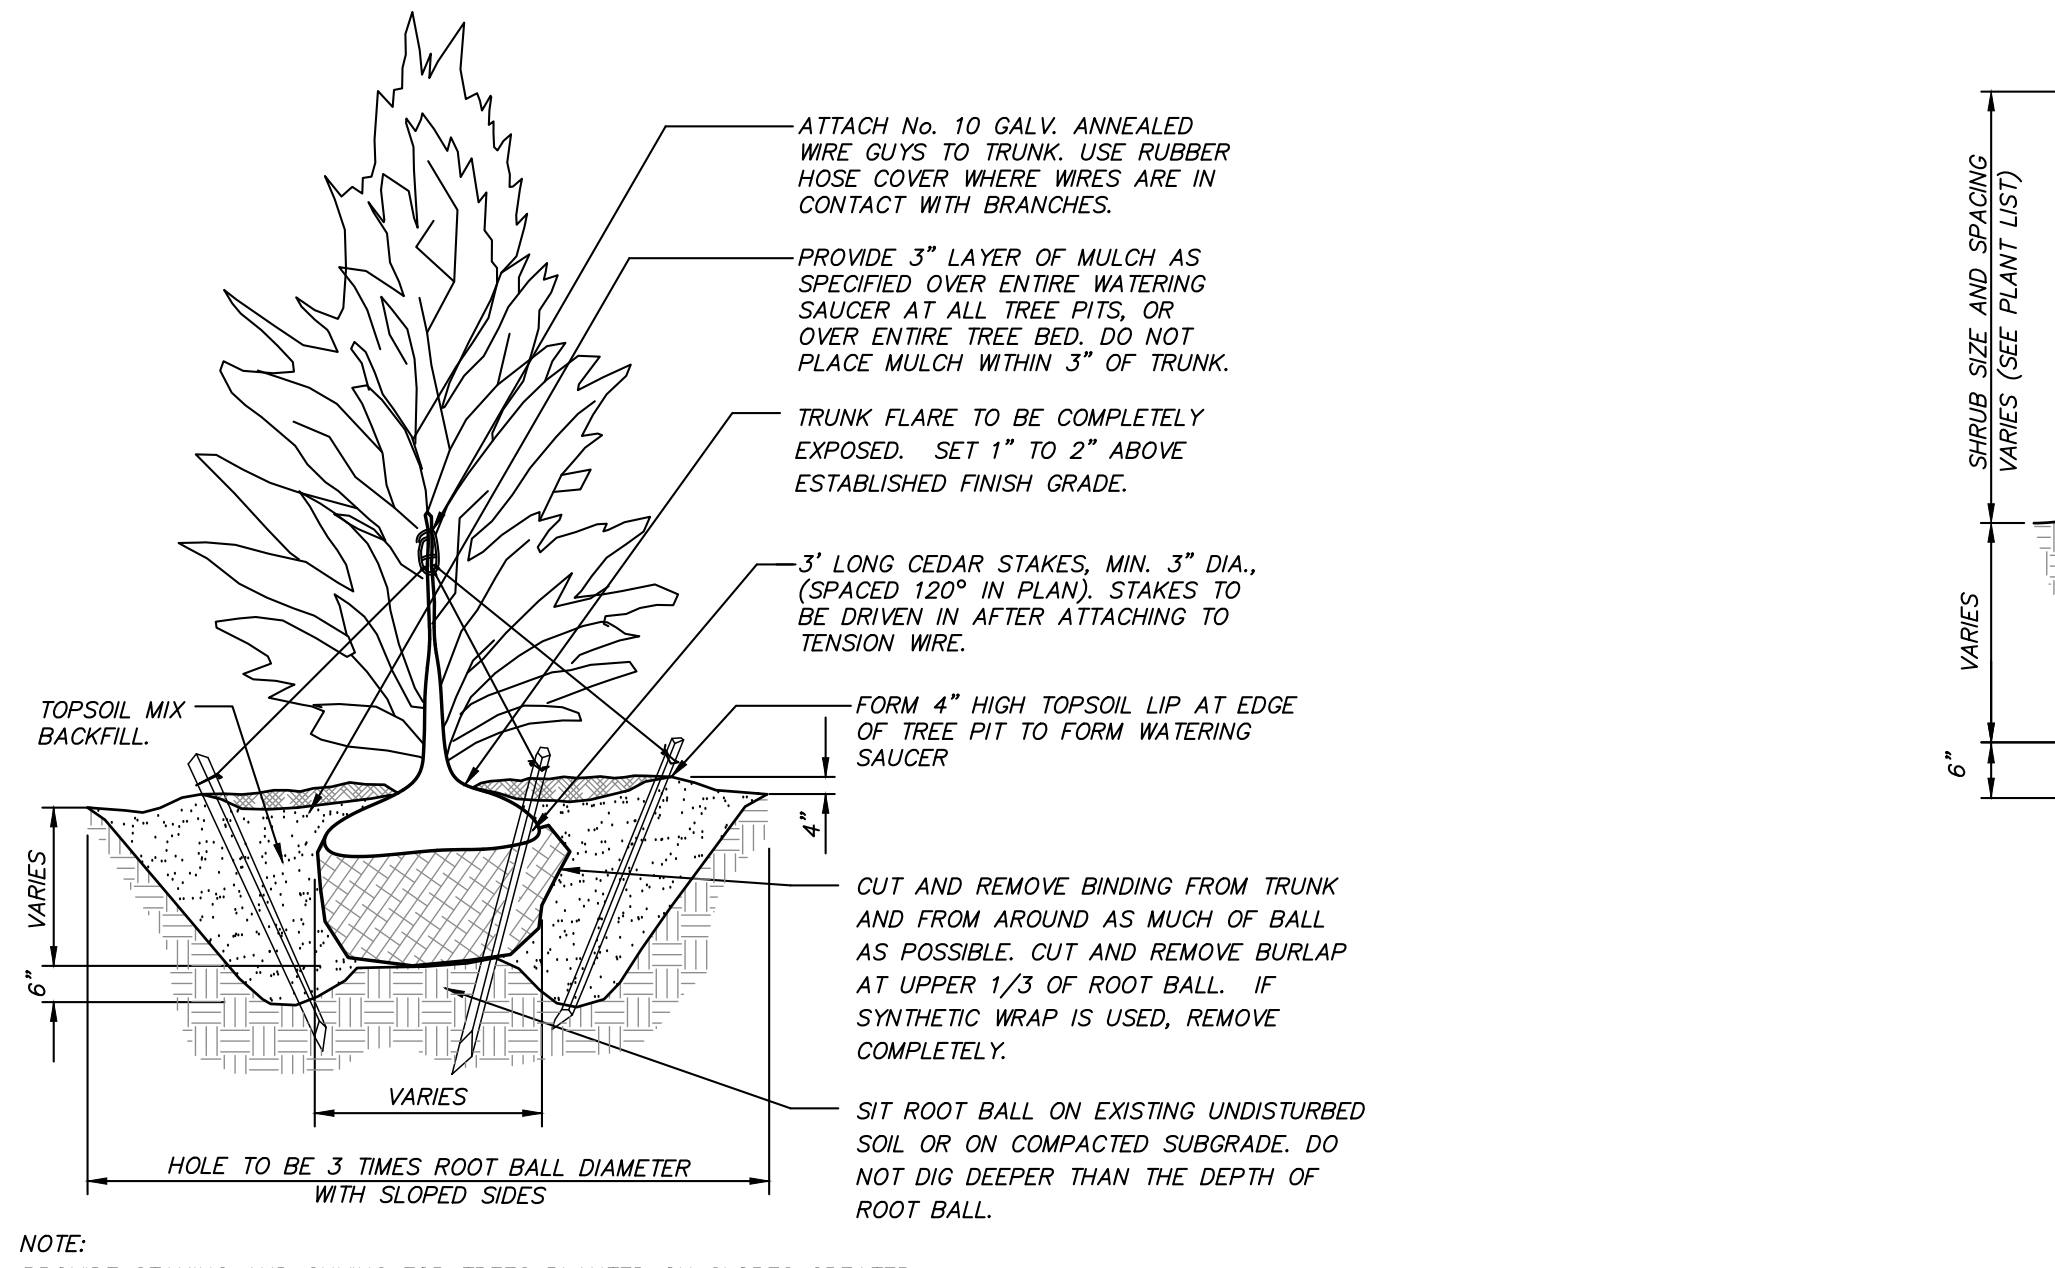 ATTACH No. 10 GALV. ANNEALED
WIRE GUYS TO TRUNK. USE RUBBER
HOSE COVER WHERE WIRES ARE IN
CONTACT WITH BRANCHES.
PROVIDE 3" LAYER OF MULCH AS
SPECIFIED OVER ENTIRE WATERING
SAUCER AT ALL TREE PITS, OR
OVER ENTIRE TREE BED. DO NOT
PLACE MULCH WITHIN 3" OF TRUNK.
TRUNK FLARE TO BE COMPLETELY
EXPOSED. SET 1" TO 2" ABOVE
ESTABLISHED FINISH GRADE.
3' LONG CEDAR STAKES, MIN. 3" DIA.,
(SPACED 120° IN PLAN). STAKES TO
BE DRIVEN IN AFTER ATTACHING TO
TENSION WIRE.
TOPSOIL MIX
BACKFILL.
FORM 4" HIGH TOPSOIL LIP AT EDGE
OF TREE PIT TO FORM WATERING
SAUCER
4"
VARIES
6"
CUT AND REMOVE BINDING FROM TRUNK
AND FROM AROUND AS MUCH OF BALL
AS POSSIBLE. CUT AND REMOVE BURLAP
AT UPPER 1/3 OF ROOT BALL. IF
SYNTHETIC WRAP IS USED, REMOVE
COMPLETELY.
VARIES
SIT ROOT BALL ON EXISTING UNDISTURBED
SOIL OR ON COMPACTED SUBGRADE. DO
NOT DIG DEEPER THAN THE DEPTH OF
ROOT BALL.
HOLE TO BE 3 TIMES ROOT BALL DIAMETER
WITH SLOPED SIDES
NOTE:
SHRUB SIZE AND SPACING
VARIES (SEE PLANT LIST)
VARIES
6"